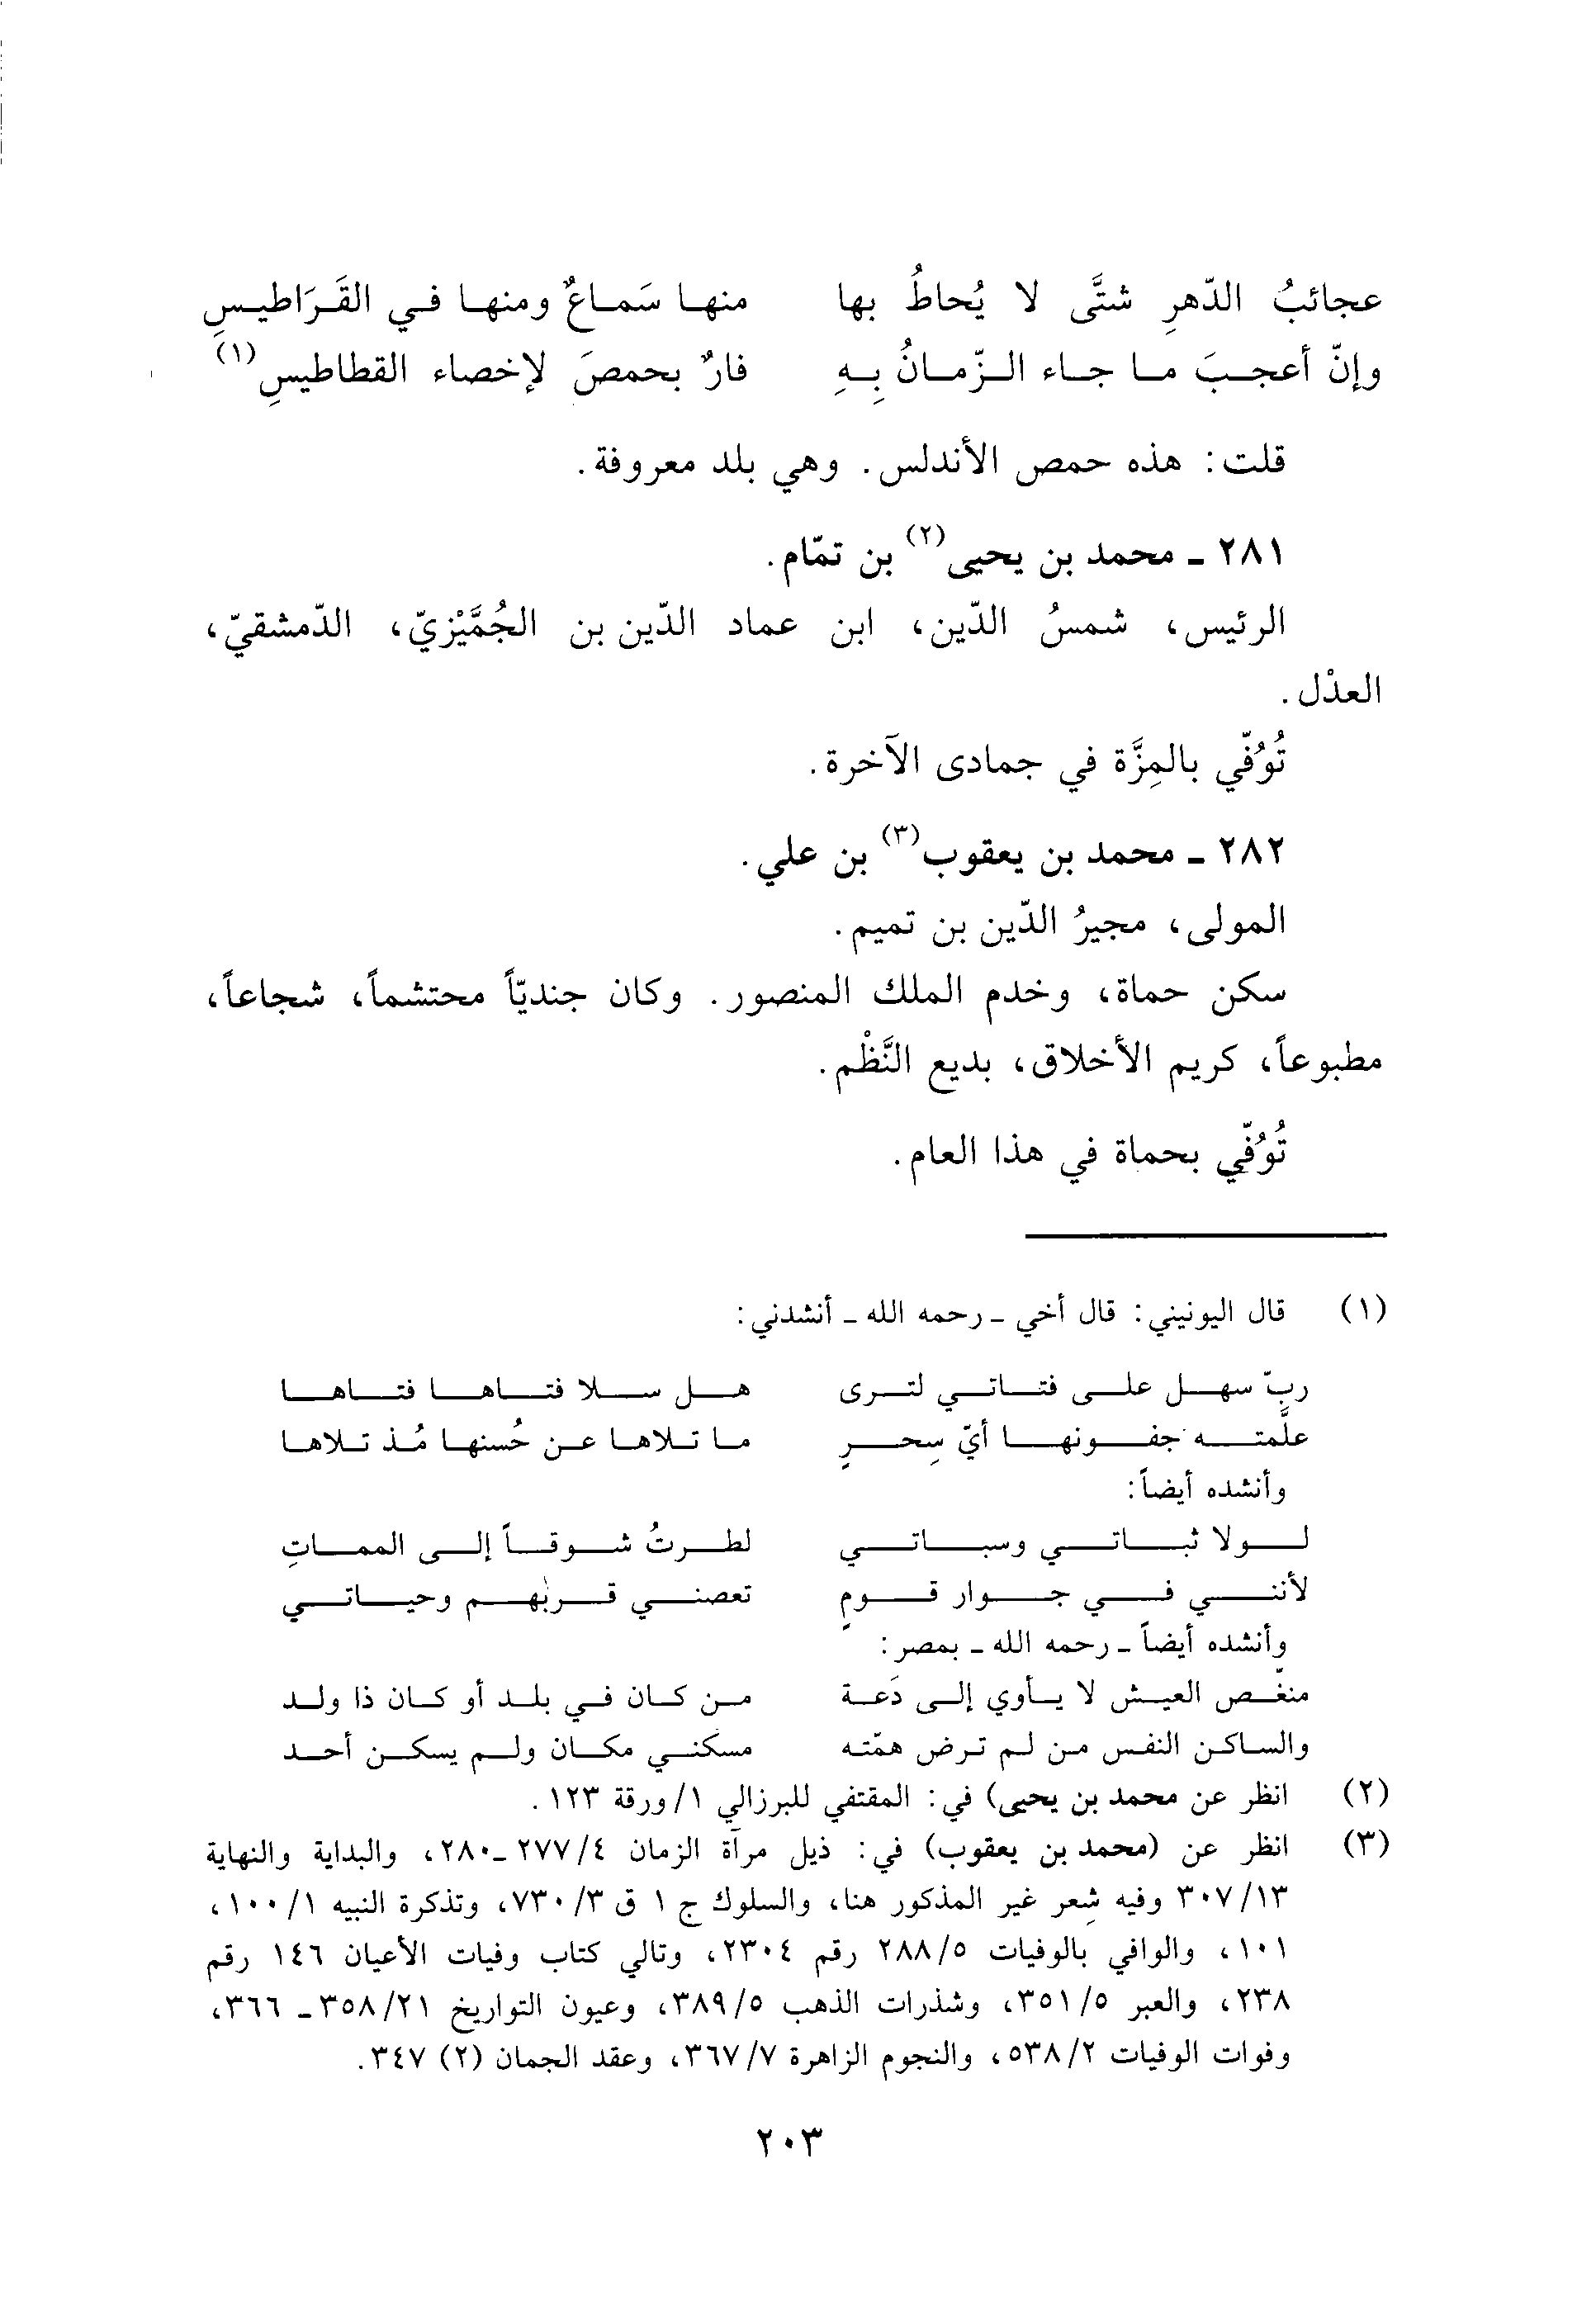 عجائبُ الدّهرِ شتَّى لا يُحاطُ بها منها سَماعٌ ومنها في القَرَاطيسِ
وإنّ أعجبَ ما جاء الزّمانُ بِهِ فارٌ بحمصَ لإخصاء القطاطيسِ(١)
قلت: هذه حمص الأندلس. وهي بلد معروفة.
٢٨١ ـ محمد بن يحيى(٢) بن تمّام.
الرئيس، شمسُ الدّين، ابن عماد الدّين بن الجُمَّيْزيّ، الدّمشقيّ،
العدْل.
تُوُفّي بالمِزَّة في جمادى الآخرة.
٢٨٢ ـ محمد بن يعقوب(٣) بن علي.
المولى، مجيرُ الدّين بن تميم.
سكن حماة، وخدم الملك المنصور. وكان جنديّاً محتشماً، شجاعاً،
مطبوعاً، كريم الأخلاق، بديع النَّظْم.
تُوُفّي بحماة في هذا العام.
(١) قال اليونيني: قال أخي ـ رحمه الله ـ أنشدني:
ربّ سهل على فتاتي لترى هل سلا فتاها فتاها
علَّمته جفونها أيّ سِحرٍ ما تلاها عن حُسنها مُذ تلاها
وأنشده أيضاً:
لولا ثباتي وسباتي لطرتُ شوقاً إلى المماتِ
لأنني في جوار قومٍ تعصني قربهم وحياتي
وأنشده أيضاً ـ رحمه الله ـ بمصر:
منغّص العيش لا يأوي إلى دَعة من كان في بلد أو كان ذا ولد
والساكن النفس من لم ترض همّته مسكني مكان ولم يسكن أحد
(٢) انظر عن محمد بن يحيى) في: المقتفي للبرزالي ١/ورقة ١٢٣.
(٣) انظر عن (محمد بن يعقوب) في: ذيل مرآة الزمان ٤/٢٧٧ ـ ٢٨٠، والبداية والنهاية
١٣/٣٠٧ وفيه شِعر غير المذكور هنا، والسلوك ج ١ ق ٣/٧٣٠، وتذكرة النبيه ١/١٠٠،
١٠١، والوافي بالوفيات ٥/٢٨٨ رقم ٢٣٠٤، وتالي كتاب وفيات الأعيان ١٤٦ رقم
٢٣٨، والعبر ٥/٣٥١، وشذرات الذهب ٥/٣٨٩، وعيون التواريخ ٢١/٣٥٨ ـ ٣٦٦،
وفوات الوفيات ٢/٥٣٨، والنجوم الزاهرة ٧/٣٦٧، وعقد الجمان (٢) ٣٤٧.
٢٠٣